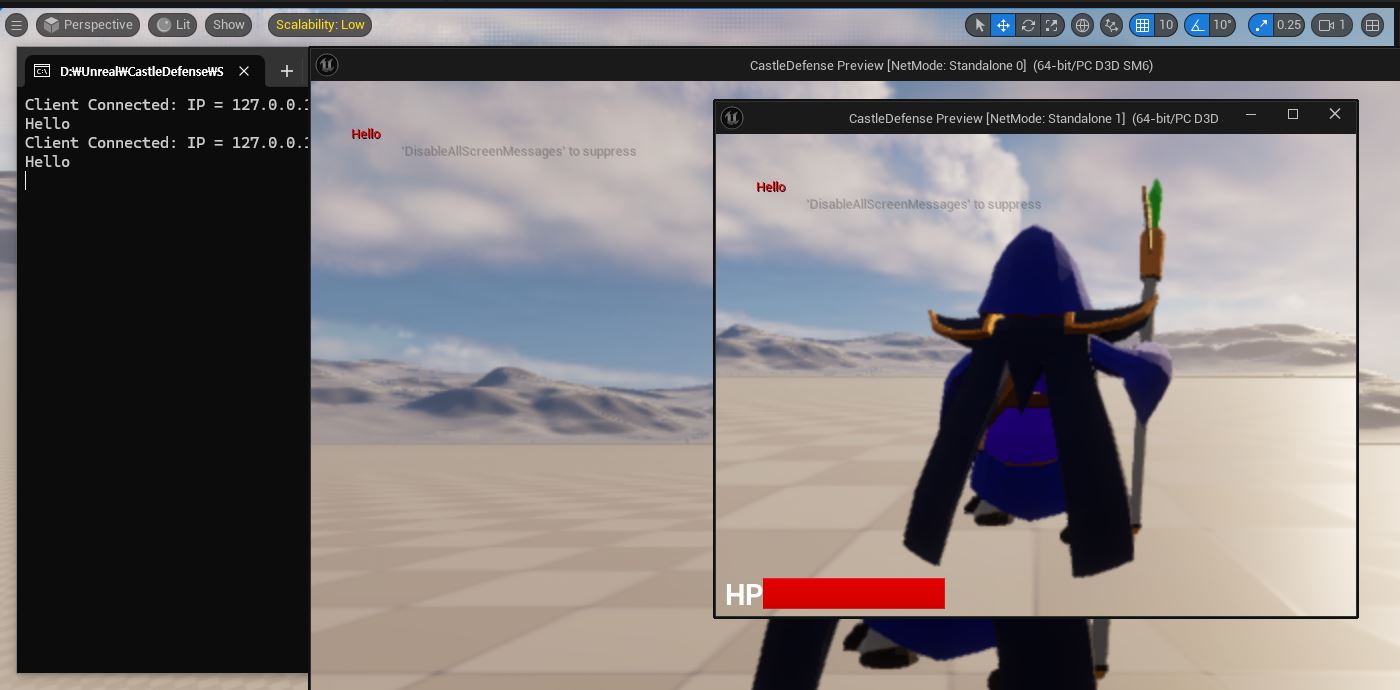 Perspective
Lit
Show
Scalability: Low
10
10°
0.25
1
D:₩Unreal₩CastleDefense₩S
Client Connected: IP = 127.0.0.1
Hello
Client Connected: IP = 127.0.0.1
Hello
CastleDefense Preview [NetMode: Standalone 0] (64-bit/PC D3D SM6)
Hello
'DisableAllScreenMessages' to suppress
CastleDefense Preview [NetMode: Standalone 1] (64-bit/PC D3D
Hello
'DisableAllScreenMessages' to suppress
HP